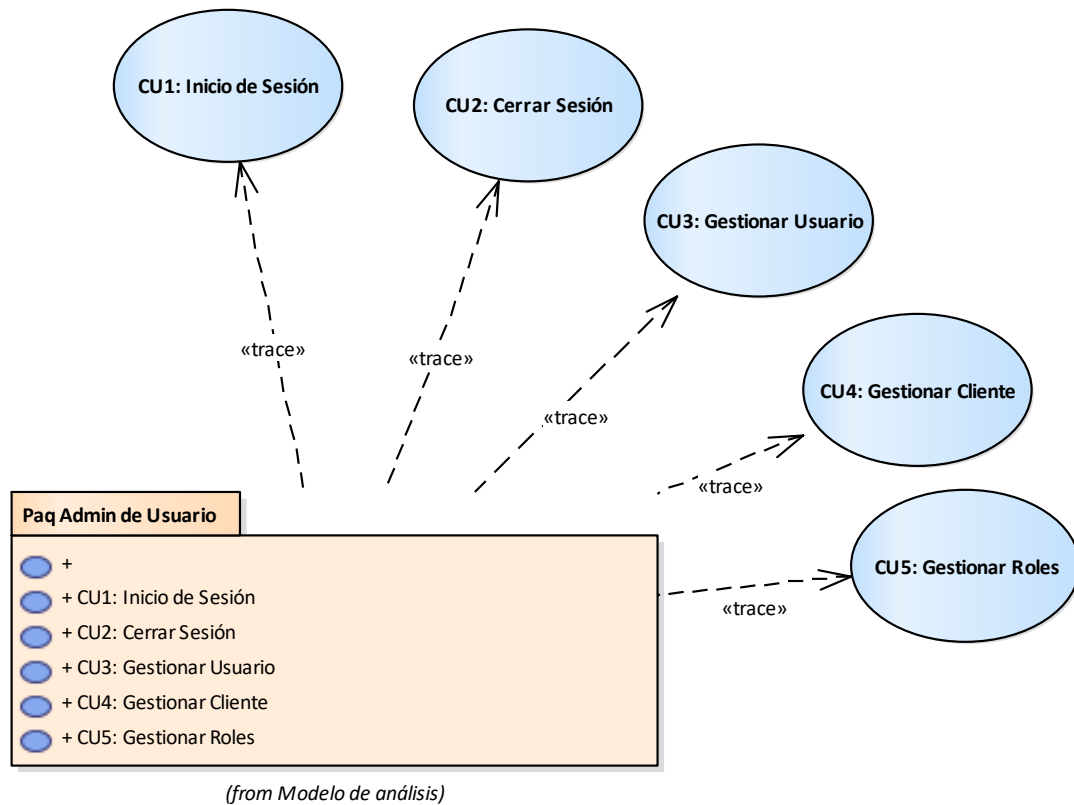 CU1: Inicio de Sesión
CU2: Cerrar Sesión
CU3: Gestionar Usuario
«trace»
«trace»
«trace»
CU4: Gestionar Cliente
«trace»
Paq Admin de Usuario
CU5: Gestionar Roles
«trace»
+
+ CU1: Inicio de Sesión
+ CU2: Cerrar Sesión
+ CU3: Gestionar Usuario
+ CU4: Gestionar Cliente
+ CU5: Gestionar Roles
(from Modelo de análisis)